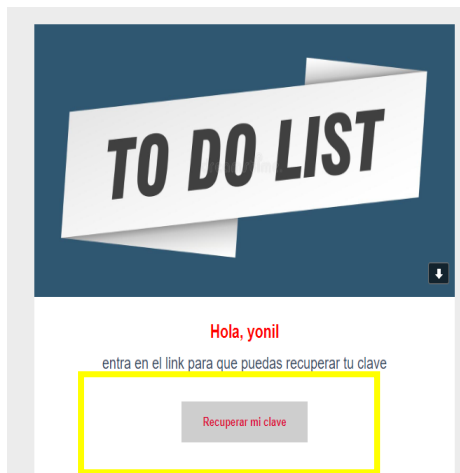 TO DO LIST
Hola, yonil
entra en el link para que puedas recuperar tu clave
Recuperar mi clave